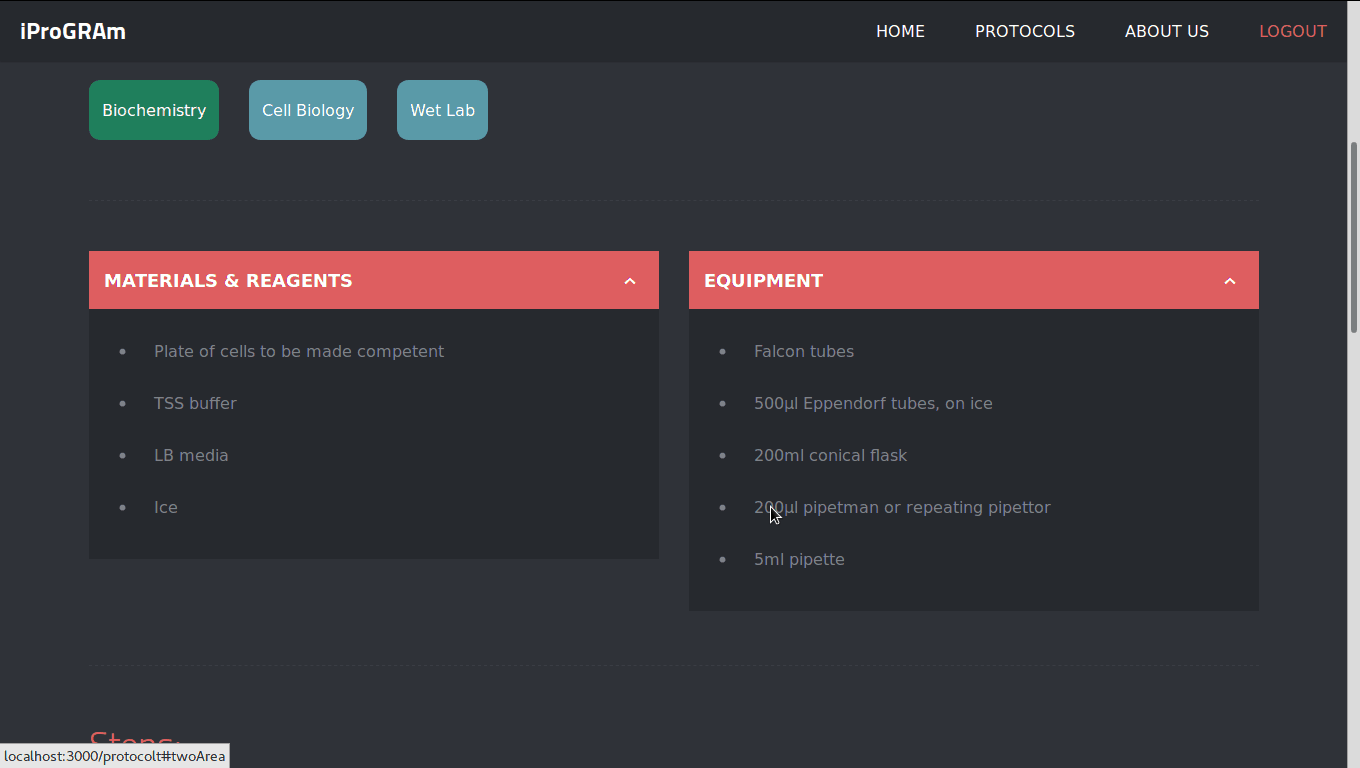 iProGRAm
HOME PROTOCOLS ABOUT US LOGOUT
Biochemistry Cell Biology Wet Lab
MATERIALS & REAGENTS
Plate of cells to be made competent
TSS buffer
LB media
Ice
EQUIPMENT
Falcon tubes
500µl Eppendorf tubes, on ice
200ml conical flask
200µl pipetman or repeating pipettor
5ml pipette
Steps:
localhost:3000/protocolt#twoArea